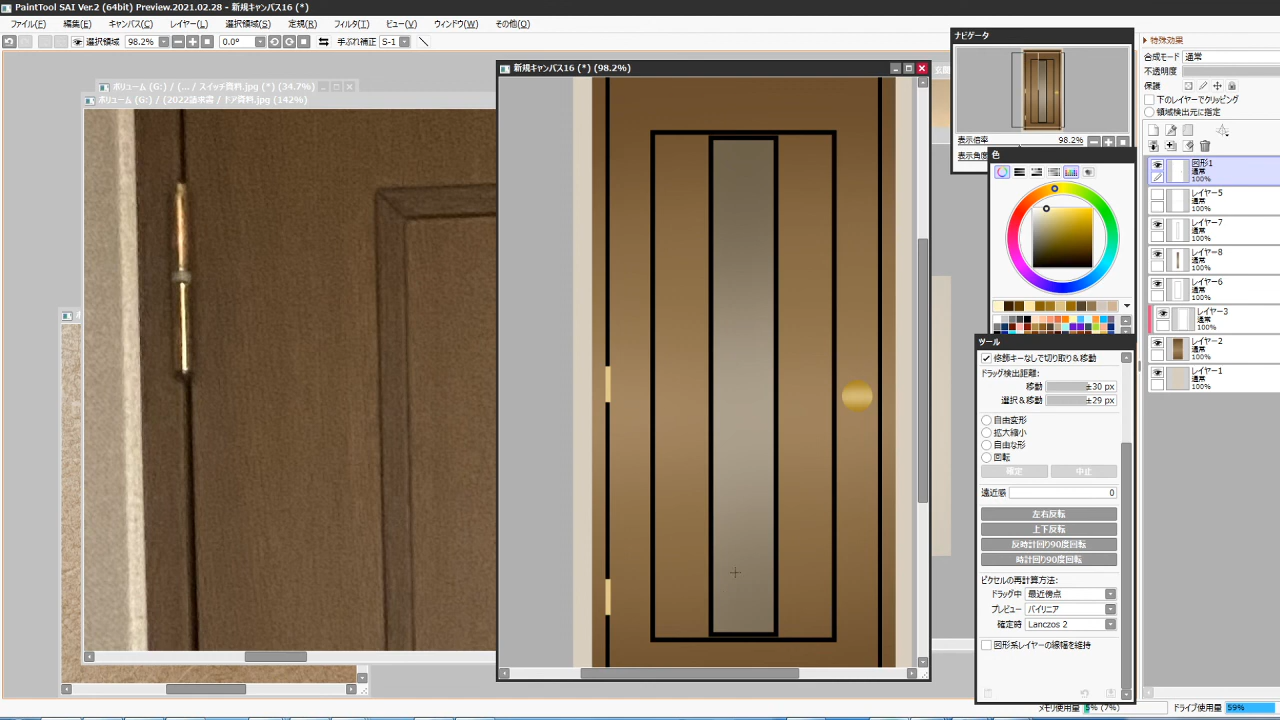 PaintTool SAI Ver.2 (64bit) Preview.2021.02.28 - 新規キャンバス16 (*)
ファイル(F) 編集(E) キャンバス(C) レイヤー(L) 選択領域(S) 定規(R) フィルタ(T) ビュー(V) ウィンドウ(W) その他(O)
選択領域 98.2% 0.0° 手ぶれ補正 S-1
ボリューム (G:) / (... / スイッチ資料.jpg (*) (34.7%)
ボリューム (G:) / (2022請求書 / ドア資料.jpg (142%)
新規キャンバス16 (*) (98.2%)
ナビゲータ
表示倍率 98.2%
表示角度
色
ツール
修飾キーなしで切り取り&移動
ドラッグ検出距離:
移動 ±30 px
選択&移動 ±29 px
自由変形
拡大縮小
自由な形
回転
確定 中止
遠近感 0
左右反転
上下反転
反時計回り90度回転
時計回り90度回転
ピクセルの再計算方法:
ドラッグ中 最近傍点
プレビュー バイリニア
確定時 Lanczos 2
図形系レイヤーの線幅を維持
特殊効果
合成モード 通常
不透明度
保護
下のレイヤーでクリッピング
領域検出元に指定
図形1
通常
100%
レイヤー5
通常
100%
レイヤー7
通常
100%
レイヤー8
通常
100%
レイヤー6
通常
100%
レイヤー3
通常
100%
レイヤー2
通常
100%
レイヤー1
通常
100%
メモリ使用量 5% (7%) ドライブ使用量 59%